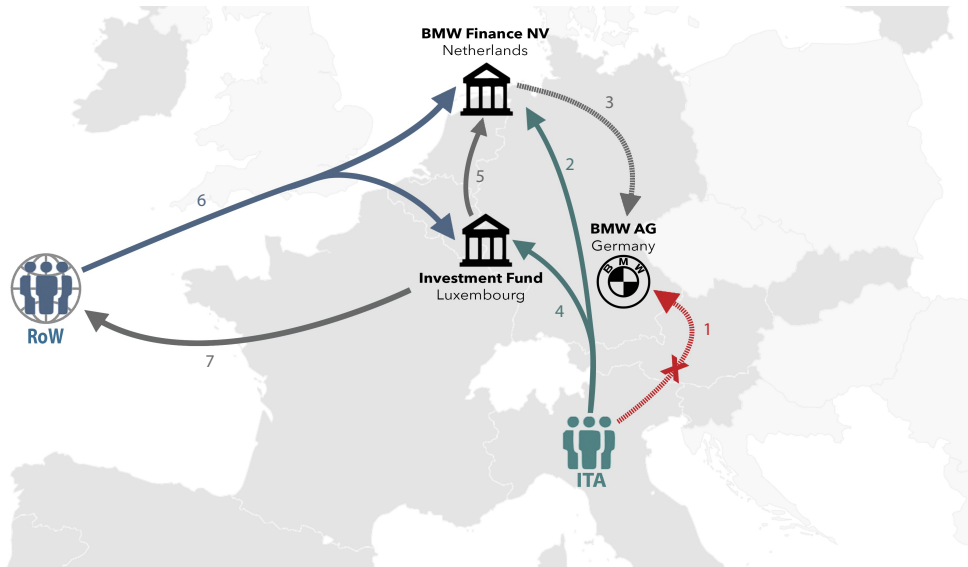 BMW Finance NV
Netherlands
3
2
5
6
BMW AG
Germany
BMW
Investment Fund
Luxembourg
4
RoW
1
7
ITA